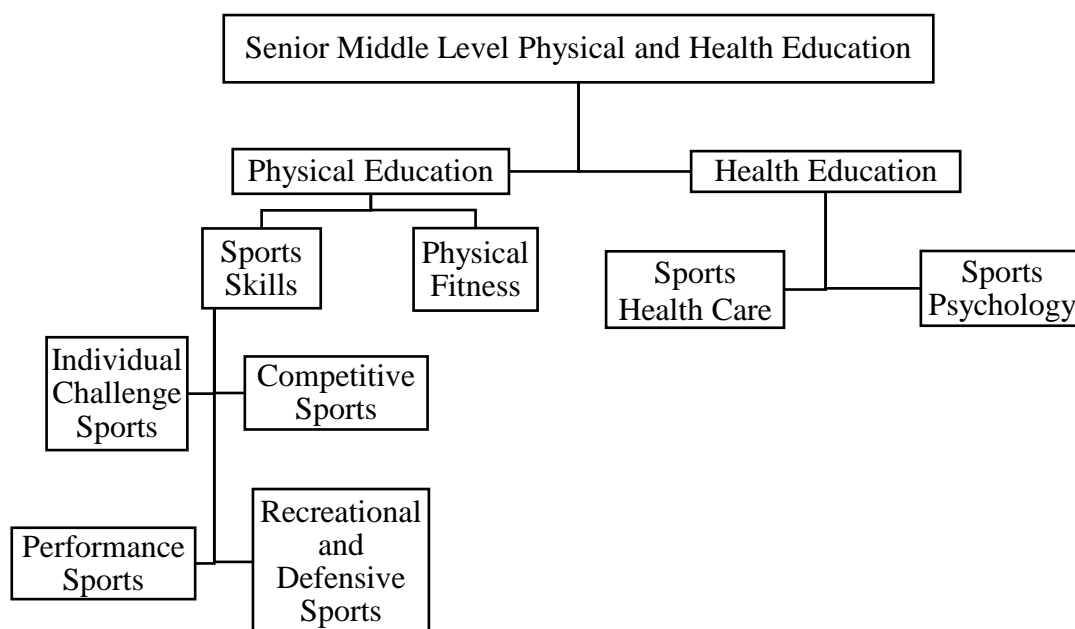 Senior Middle Level Physical and Health Education
Physical Education
Health Education
Sports
Skills
Physical
Fitness
Sports
Health Care
Sports
Psychology
Individual
Challenge
Sports
Competitive
Sports
Performance
Sports
Recreational
and
Defensive
Sports